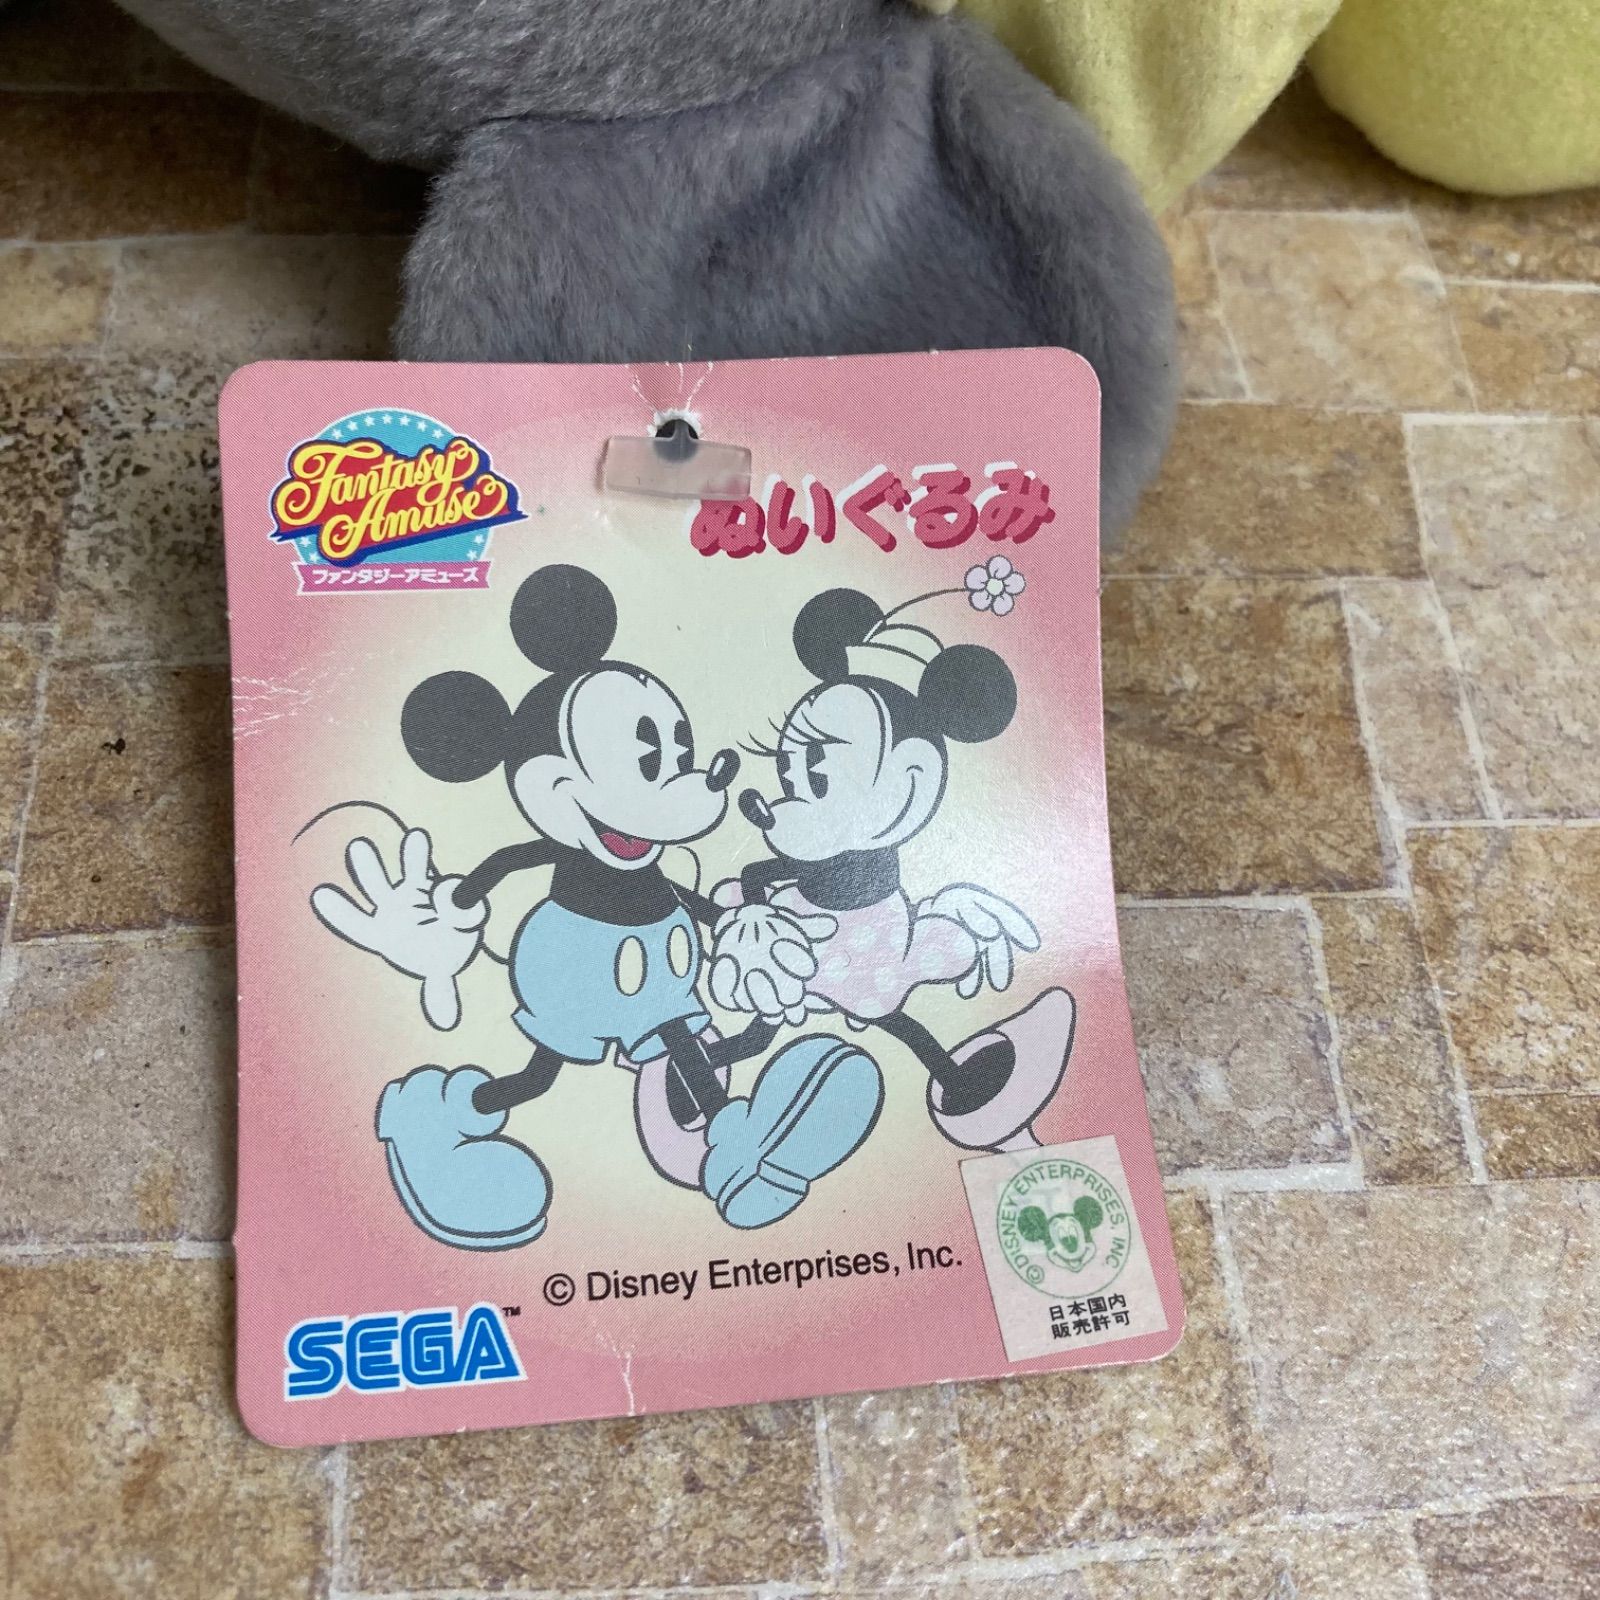 Fantasy
Amuse
ファンタジーアミューズ
ぬいぐるみ
© Disney Enterprises, Inc.
SEGA™
© DISNEY ENTERPRISES, INC.
日本国内
販売許可